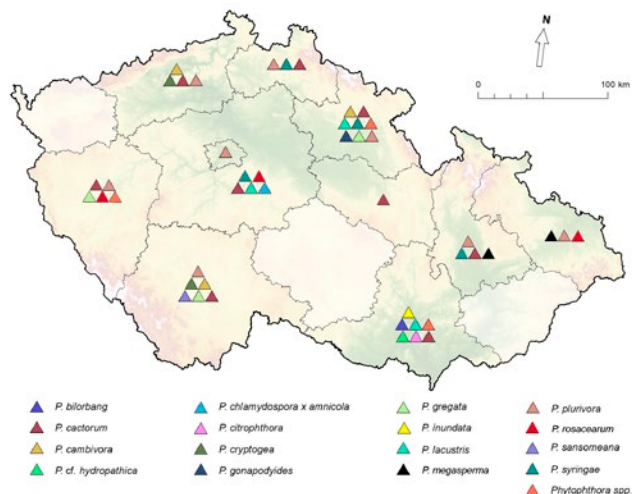 N
0 100 km
P. bilorbang P. chlamydospora x amnicola P. gregata P. plurivora
P. cactorum P. citrophthora P. inundata P. rosacearum
P. cambivora P. cryptogea P. lacustris P. sansomeana
P. cf. hydropathica P. gonapodyides P. megasperma P. syringae
Phytophthora spp.